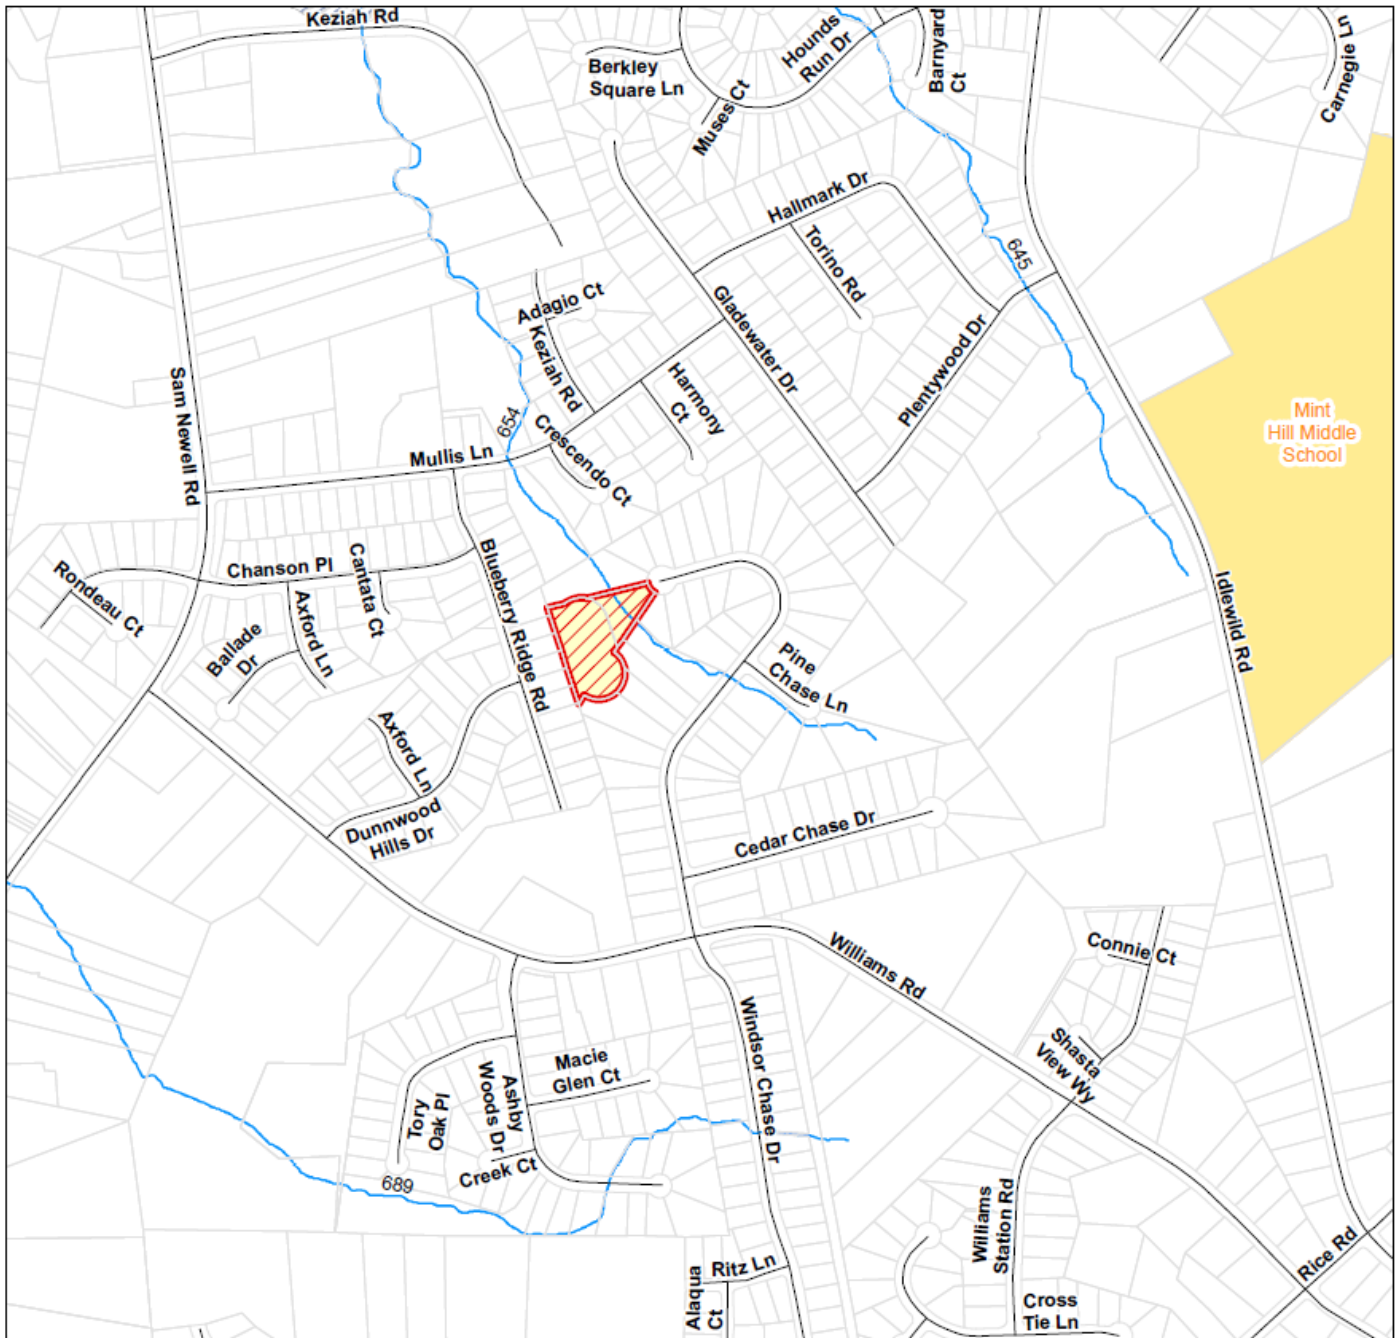 Keziah Rd
Berkley
Square Ln
Hounds
Run Dr
Barnyard
Ct
Carnegie Ln
Muses Ct
Hallmark Dr
Torino Rd
645
Adagio Ct
Keziah Rd
Gladewater Dr
Plentywood Dr
Sam Newell Rd
Harmony
Ct
654
Crescendo Ct
Mullis Ln
Mint
Hill Middle
School
Rondeau Ct
Chanson Pl
Cantata Ct
Blueberry Ridge Rd
Axford Ln
Ballade
Dr
Idlewild Rd
Pine
Chase Ln
Axford Ln
Dunnwood
Hills Dr
Cedar Chase Dr
Williams Rd
Connie Ct
Windsor Chase Dr
Shasta
View Wy
Macie
Glen Ct
Ashby
Woods Dr
Tory
Oak Pl
Creek Ct
689
Williams
Station Rd
Rice Rd
Ritz Ln
Alaqua
Ct
Cross
Tie Ln